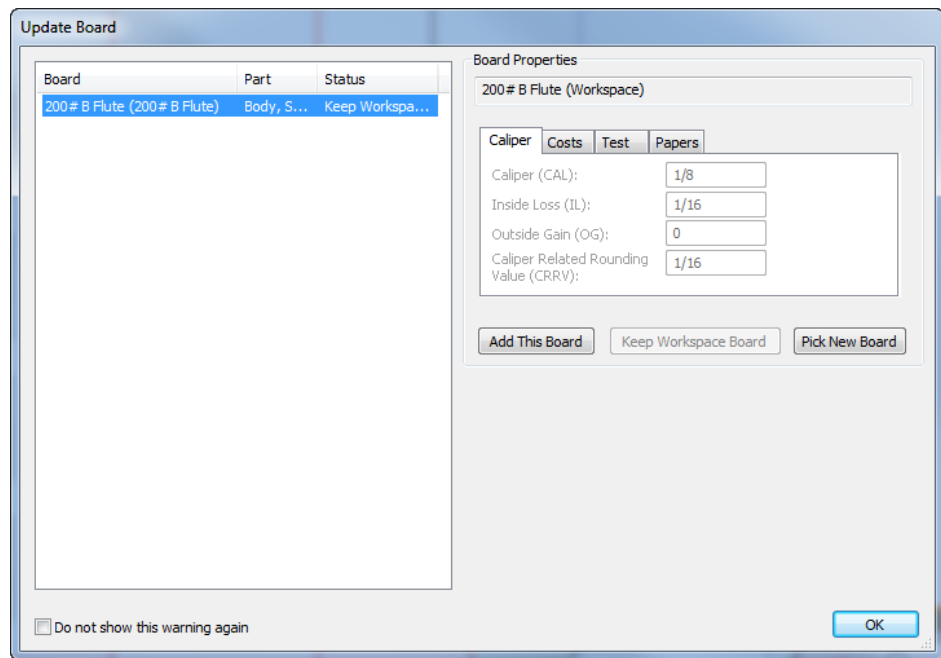 Update Board
Board Part Status
200# B Flute (200# B Flute) Body, S... Keep Workspa...
Board Properties
200# B Flute (Workspace)
Caliper Costs Test Papers
Caliper (CAL): 1/8
Inside Loss (IL): 1/16
Outside Gain (OG): 0
Caliper Related Rounding
Value (CRRV): 1/16
Add This Board Keep Workspace Board Pick New Board
Do not show this warning again
OK